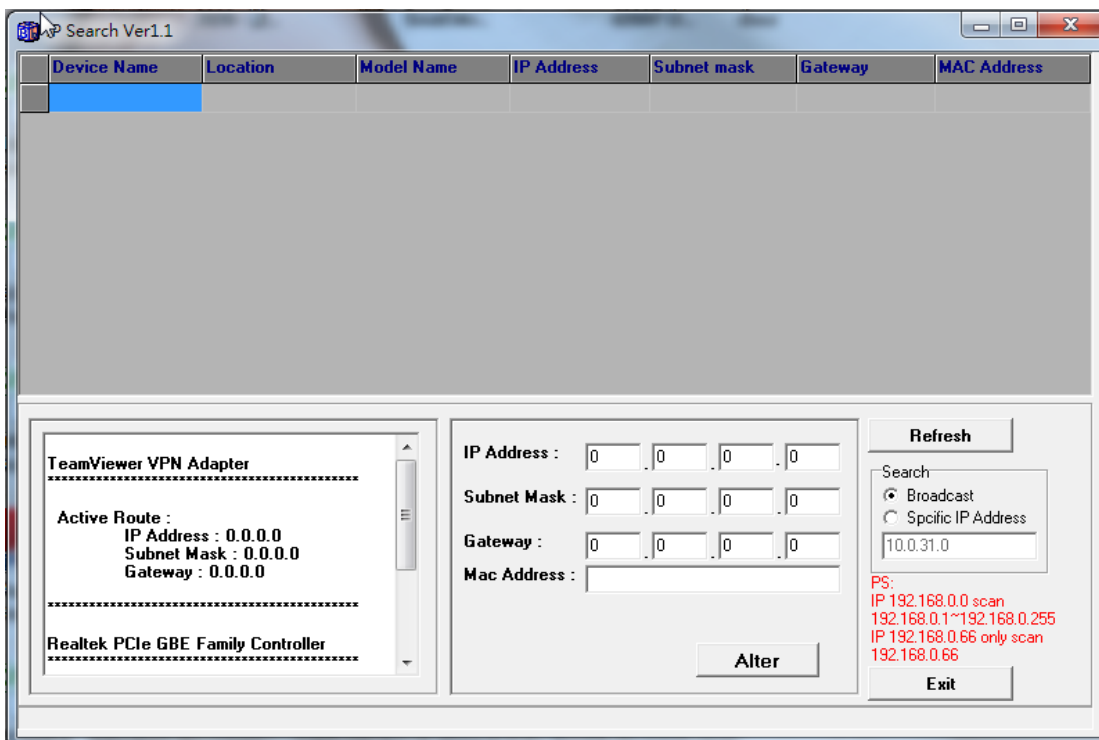 P Search Ver1.1
Device Name Location Model Name IP Address Subnet mask Gateway MAC Address
TeamViewer VPN Adapter
********************************************
Active Route :
IP Address : 0.0.0.0
Subnet Mask : 0.0.0.0
Gateway : 0.0.0.0
********************************************
Realtek PCIe GBE Family Controller
********************************************
IP Address : 0 . 0 . 0 . 0
Subnet Mask : 0 . 0 . 0 . 0
Gateway : 0 . 0 . 0 . 0
Mac Address :
Alter
Refresh
Search
Broadcast
Spcific IP Address
10.0.31.0
PS:
IP 192.168.0.0 scan
192.168.0.1~192.168.0.255
IP 192.168.0.66 only scan
192.168.0.66
Exit